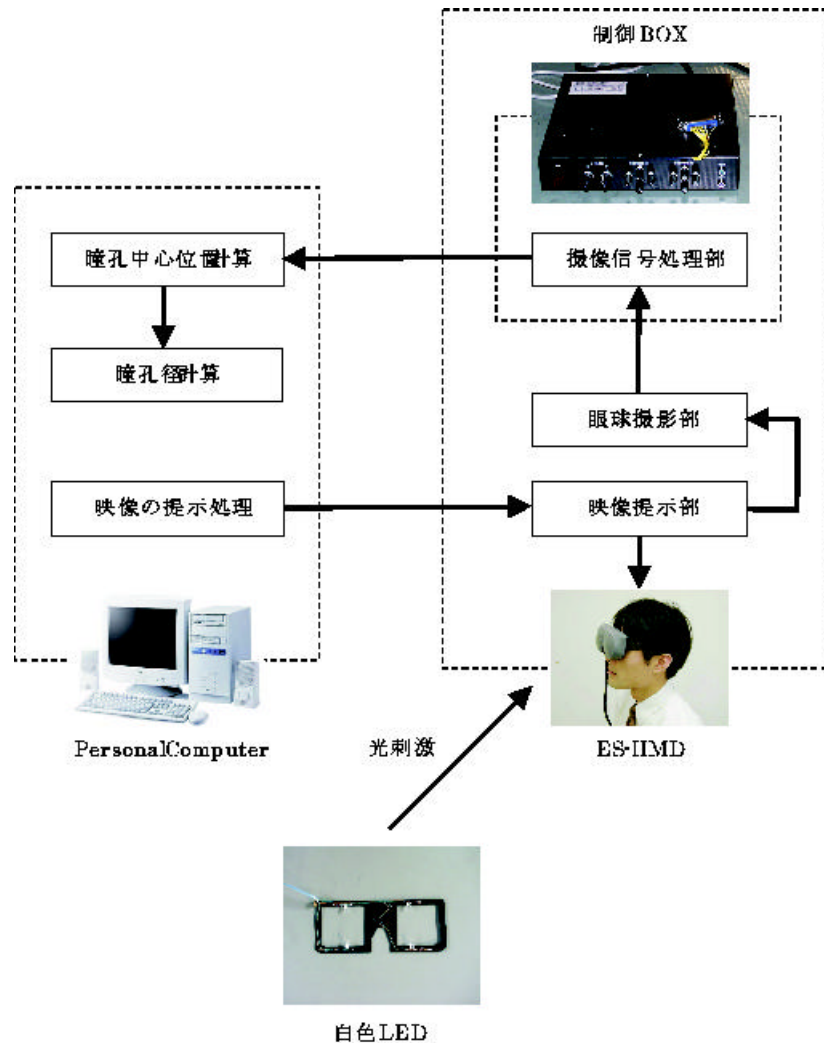 制御BOX
瞳孔中心位置計算
撮像信号処理部
瞳孔径計算
眼球撮影部
映像の提示処理
映像提示部
PersonalComputer
光刺激
ES-HMD
白色LED